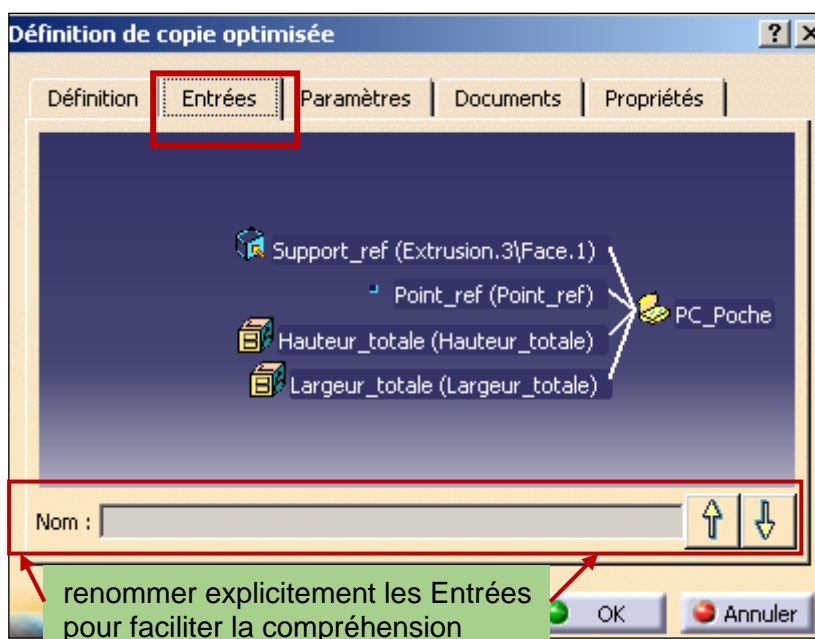 Définition de copie optimisée
Définition Entrées Paramètres Documents Propriétés
Support_ref (Extrusion.3\Face.1)
Point_ref (Point_ref)
PC_Poche
Hauteur_totale (Hauteur_totale)
Largeur_totale (Largeur_totale)
Nom :
renommer explicitement les Entrées
pour faciliter la compréhension
OK Annuler